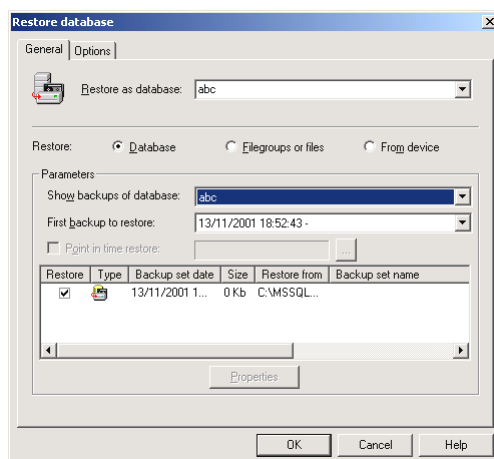 Restore database
General Options
Restore as database: abc
Restore: Database Filegroups or files From device
Parameters
Show backups of database: abc
First backup to restore: 13/11/2001 18:52:43 -
Point in time restore: ...
Restore Type Backup set date Size Restore from Backup set name
13/11/2001 1... 0 Kb C:\MSSQL...
Properties
OK Cancel Help